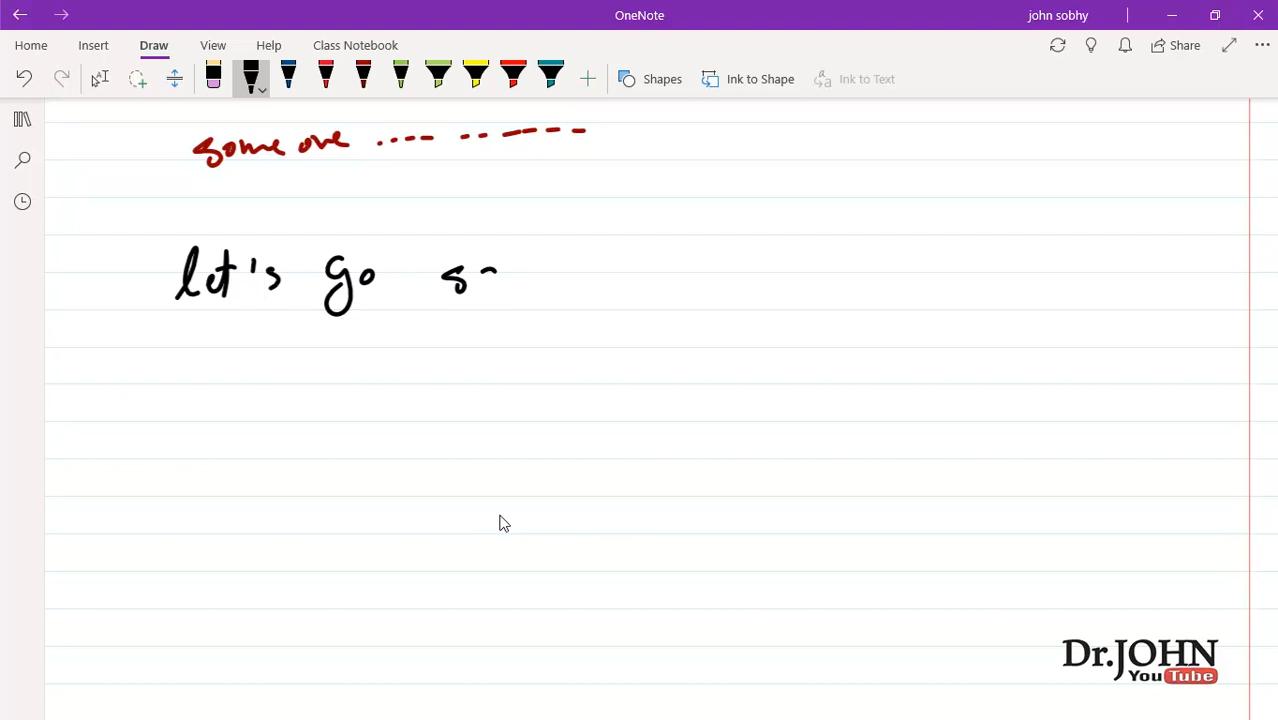 OneNote
john sobhy
Home Insert Draw View Help Class Notebook
Share
Shapes Ink to Shape Ink to Text
some one .... .. -----
let's go s
Dr.JOHN
YouTube